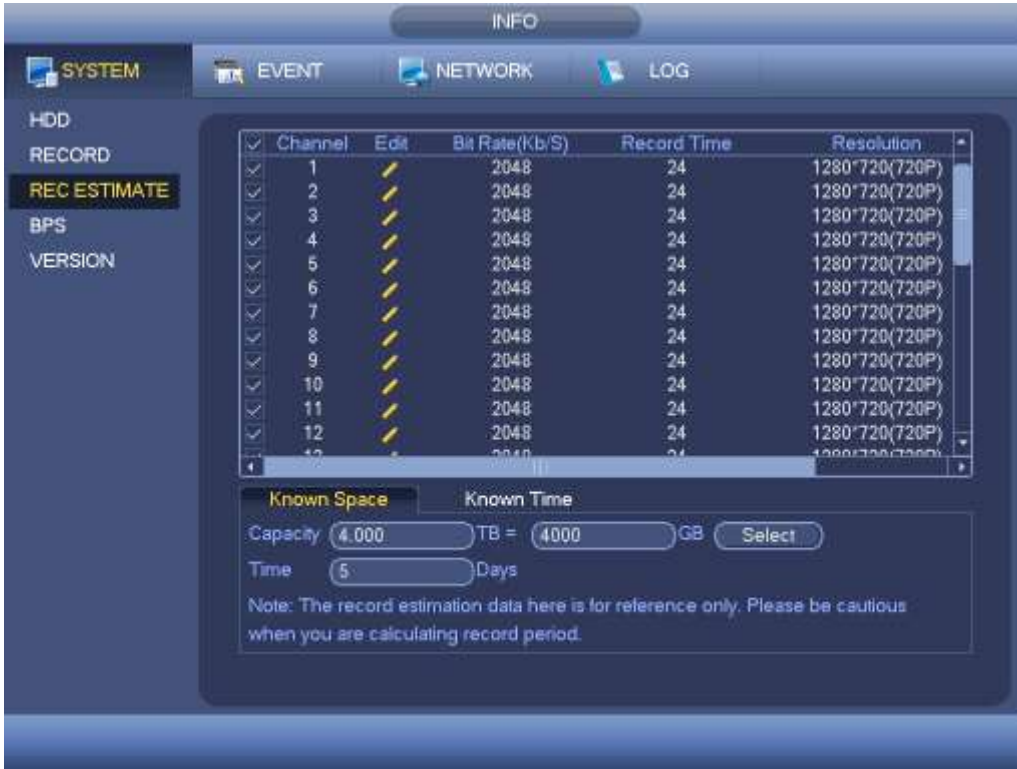 INFO
SYSTEM EVENT NETWORK LOG
HDD
RECORD
REC ESTIMATE
BPS
VERSION
Channel Edit Bit Rate(Kb/S) Record Time Resolution
1 2048 24 1280*720(720P)
2 2048 24 1280*720(720P)
3 2048 24 1280*720(720P)
4 2048 24 1280*720(720P)
5 2048 24 1280*720(720P)
6 2048 24 1280*720(720P)
7 2048 24 1280*720(720P)
8 2048 24 1280*720(720P)
9 2048 24 1280*720(720P)
10 2048 24 1280*720(720P)
11 2048 24 1280*720(720P)
12 2048 24 1280*720(720P)
Known Space Known Time
Capacity 4.000 TB = 4000 GB Select
Time 5 Days
Note: The record estimation data here is for reference only. Please be cautious
when you are calculating record period.